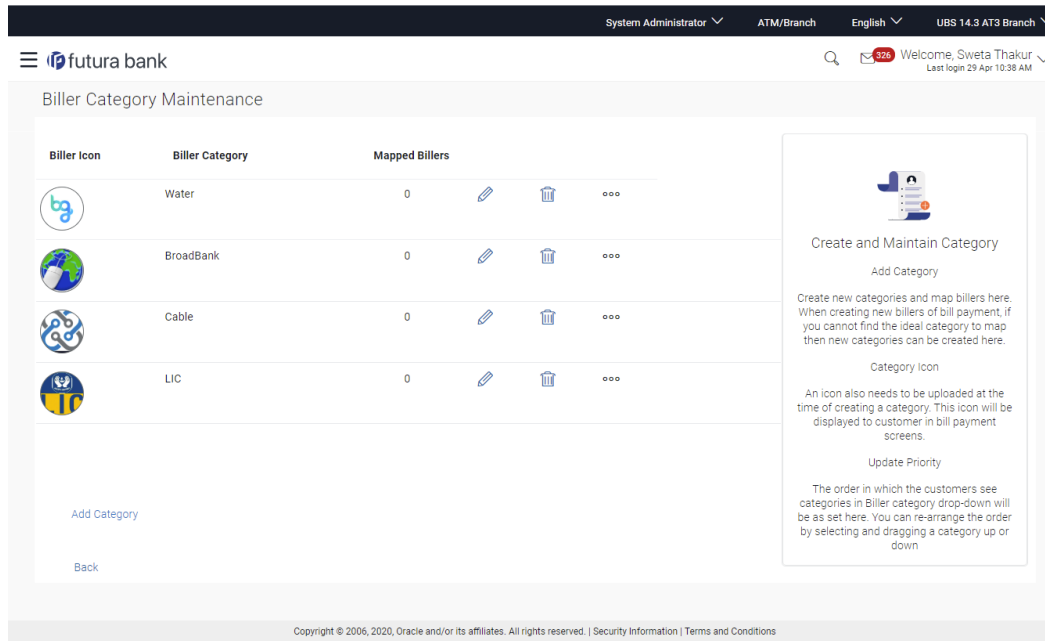 System Administrator ATM/Branch English UBS 14.3 AT3 Branch
futura bank
326 Welcome, Sweta Thakur
Last login 29 Apr 10:38 AM
Biller Category Maintenance
Biller Icon Biller Category Mapped Billers
bg Water 0
BroadBank 0
Cable 0
LIC LIC 0
Add Category
Back
Create and Maintain Category
Add Category
Create new categories and map billers here.
When creating new billers of bill payment, if
you cannot find the ideal category to map
then new categories can be created here.
Category Icon
An icon also needs to be uploaded at the
time of creating a category. This icon will be
displayed to customer in bill payment
screens.
Update Priority
The order in which the customers see
categories in Biller category drop-down will
be as set here. You can re-arrange the order
by selecting and dragging a category up or
down
Copyright © 2006, 2020, Oracle and/or its affiliates. All rights reserved. | Security Information | Terms and Conditions